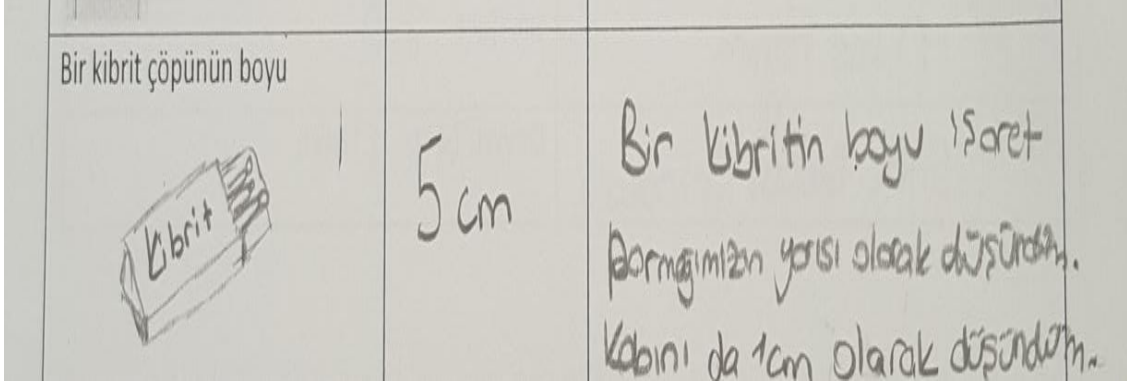 Bir kibrit çöpünün boyu
Kibrit
5 cm
Bir kibritin boyu işaret
parmağımızın yarısı olarak düşündüm.
Kabını da 1cm olarak düşündüm.